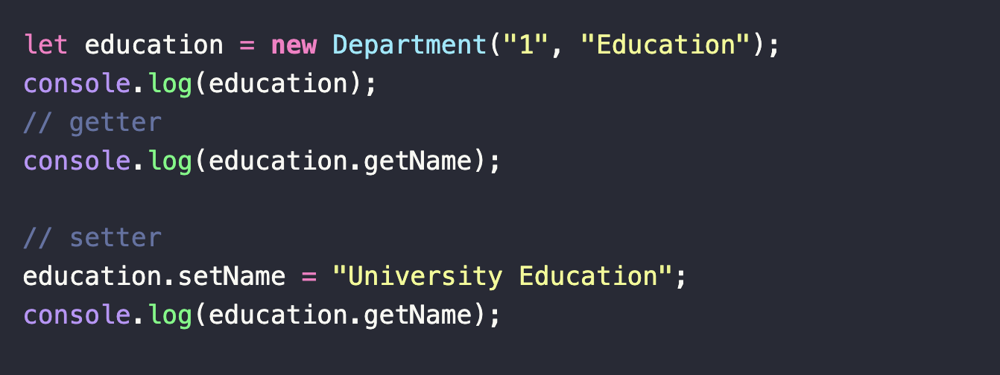 let education = new Department("1", "Education");
console.log(education);
// getter
console.log(education.getName);
// setter
education.setName = "University Education";
console.log(education.getName);